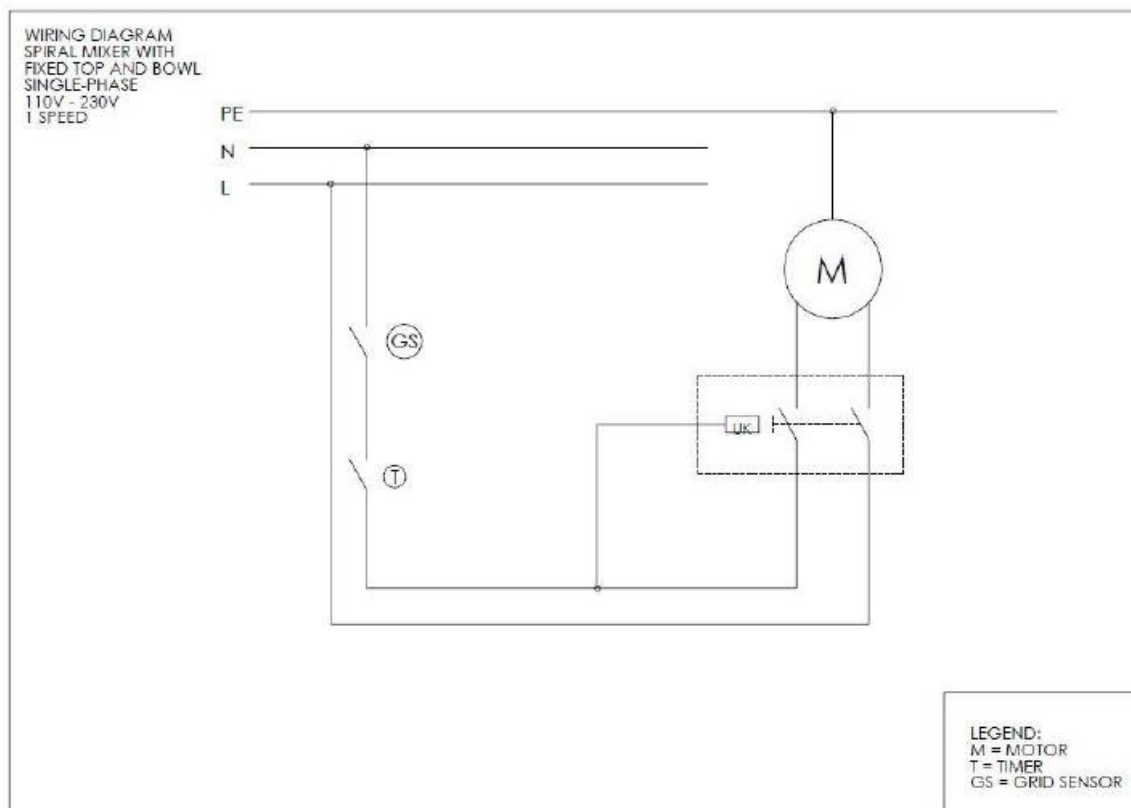 WIRING DIAGRAM
SPIRAL MIXER WITH
FIXED TOP AND BOWL
SINGLE-PHASE
110V - 230V
1 SPEED
PE
N
L
M
GS
UK
T
LEGEND:
M = MOTOR
T = TIMER
GS = GRID SENSOR